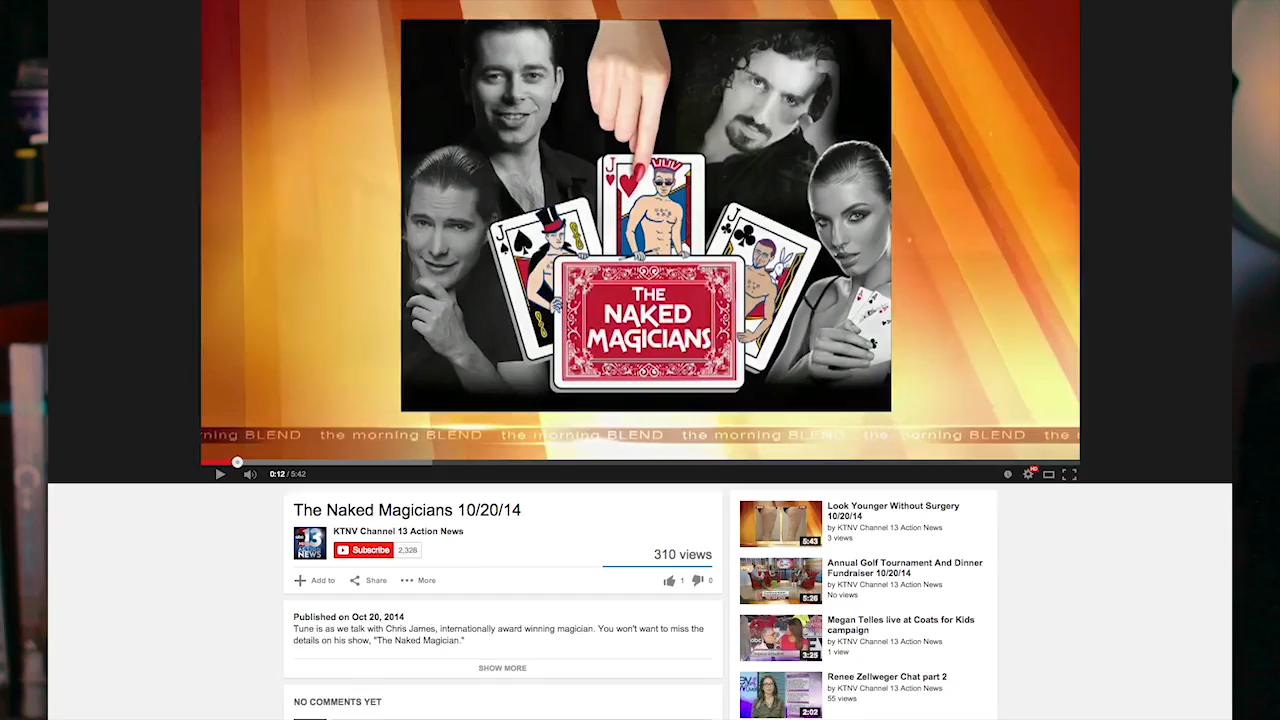 J
J
J
THE
NAKED
MAGICIANS
rning BLEND the morning BLEND the morning BLEND the morning BLEND the morning BLEND the
0:12 / 5:42
HD
The Naked Magicians 10/20/14
13
NEWS
KTNV Channel 13 Action News
Subscribe 2,328
310 views
Add to Share More 1 0
Published on Oct 20, 2014
Tune is as we talk with Chris James, internationally award winning magician. You won't want to miss the
details on his show, "The Naked Magician."
SHOW MORE
NO COMMENTS YET
5:43
Look Younger Without Surgery
10/20/14
by KTNV Channel 13 Action News
3 views
5:26
Annual Golf Tournament And Dinner
Fundraiser 10/20/14
by KTNV Channel 13 Action News
No views
abc
3:25
Megan Telles live at Coats for Kids
campaign
by KTNV Channel 13 Action News
1 view
2:02
Renee Zellweger Chat part 2
by KTNV Channel 13 Action News
55 views